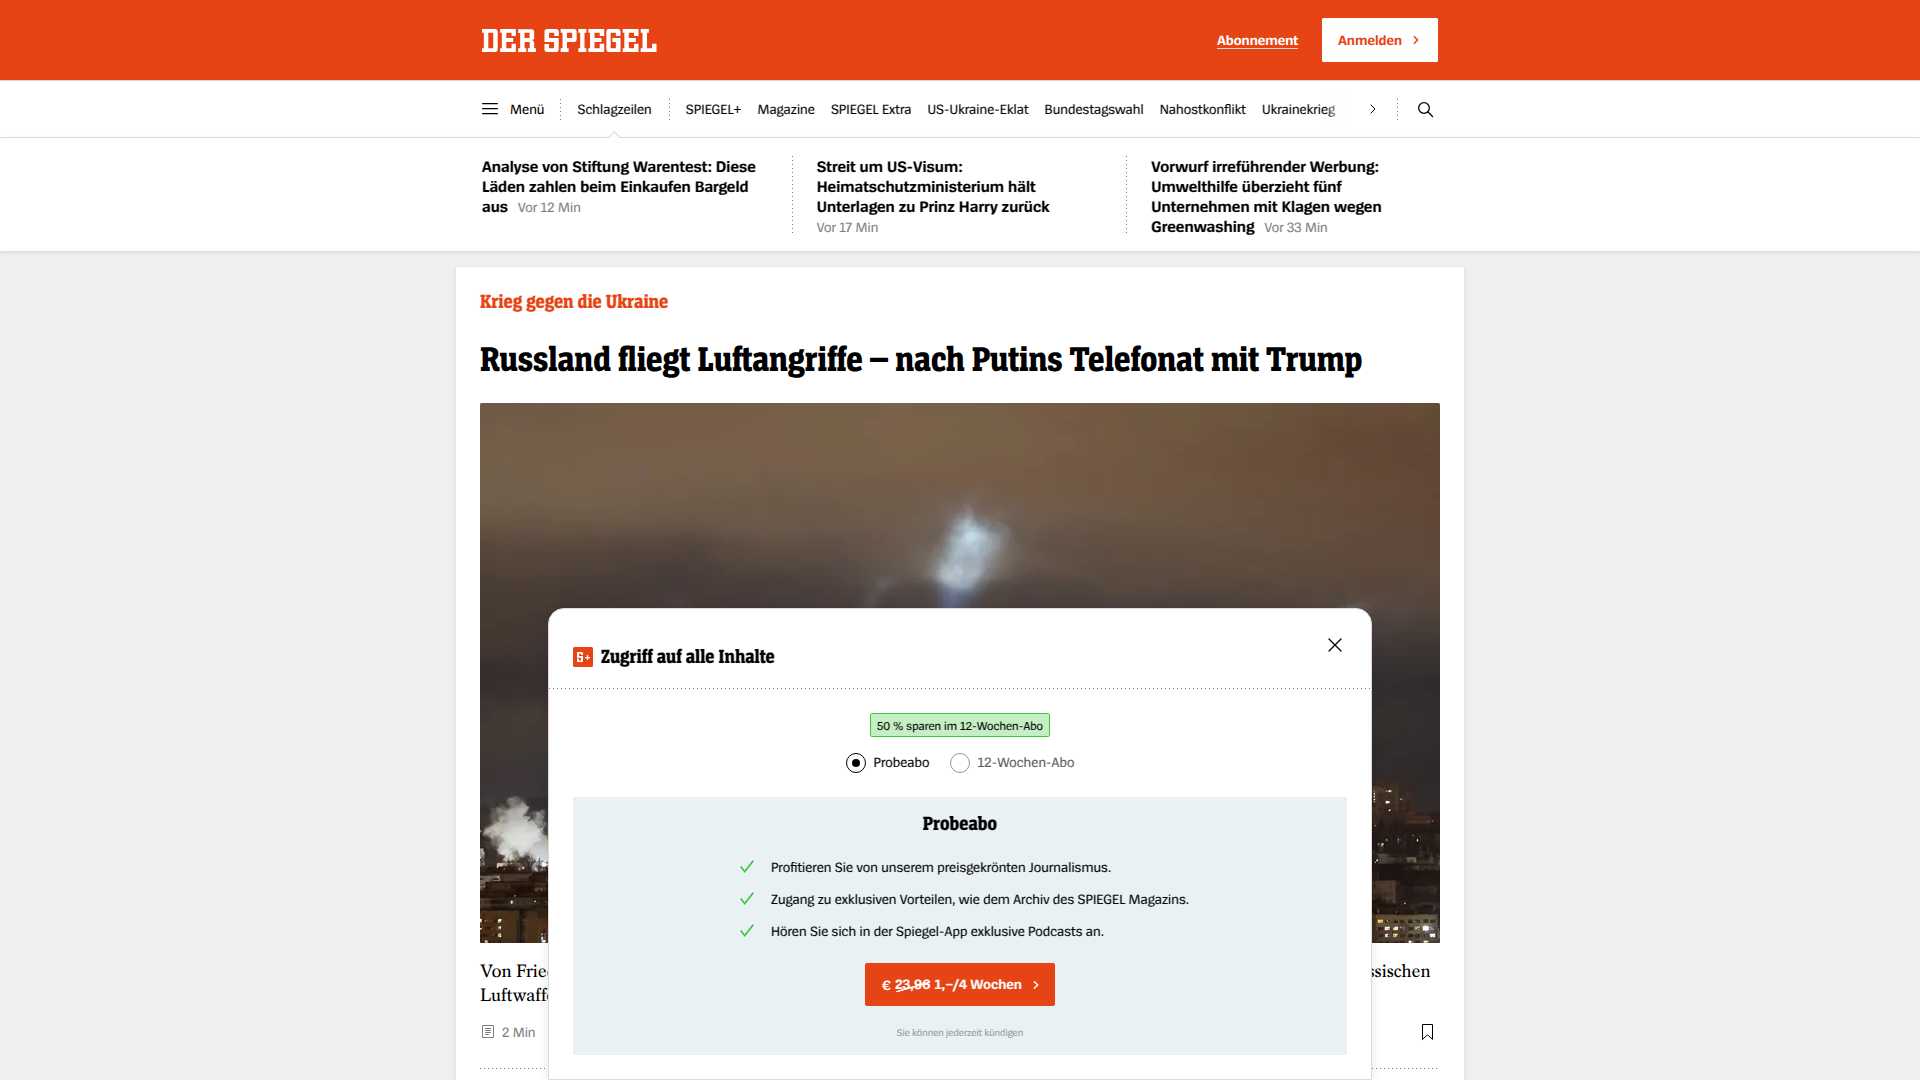 DER SPIEGEL
Abonnement
Anmelden
Menü
Schlagzeilen
SPIEGEL+
Magazine
SPIEGEL Extra
US-Ukraine-Eklat
Bundestagswahl
Nahostkonflikt
Ukrainekrieg
Analyse von Stiftung Warentest: Diese
Läden zahlen beim Einkaufen Bargeld
aus Vor 12 Min
Streit um US-Visum:
Heimatschutzministerium hält
Unterlagen zu Prinz Harry zurück
Vor 17 Min
Vorwurf irreführender Werbung:
Umwelthilfe überzieht fünf
Unternehmen mit Klagen wegen
Greenwashing Vor 33 Min
Krieg gegen die Ukraine
Russland fliegt Luftangriffe – nach Putins Telefonat mit Trump
Zugriff auf alle Inhalte
50 % sparen im 12-Wochen-Abo
Probeabo
12-Wochen-Abo
Probeabo
Profitieren Sie von unserem preisgekrönten Journalismus.
Zugang zu exklusiven Vorteilen, wie dem Archiv des SPIEGEL Magazins.
Hören Sie sich in der Spiegel-App exklusive Podcasts an.
€ 23,96 1,–/4 Wochen
Sie können jederzeit kündigen
Von
2 Min